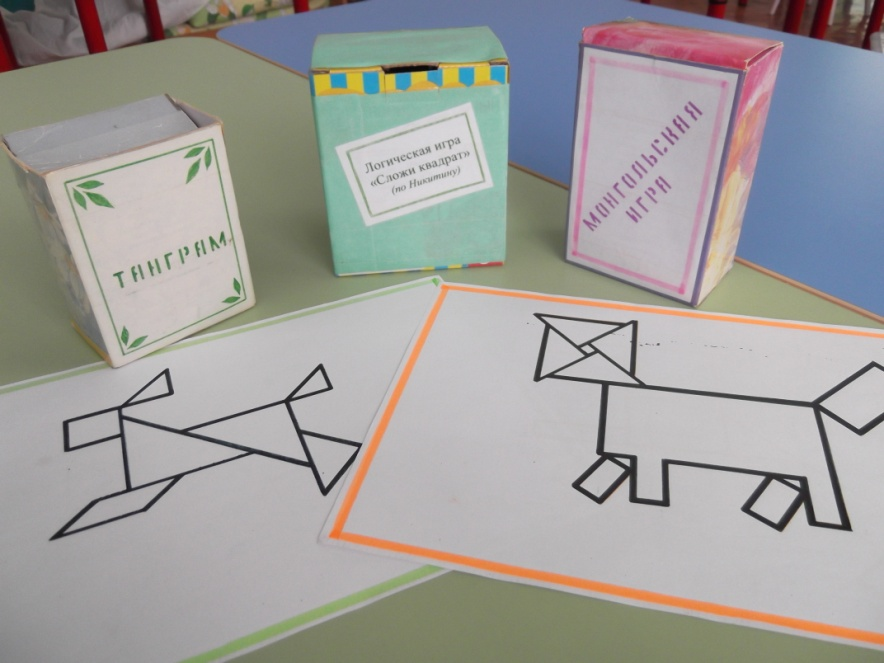 ТАНГРАМ
Логическая игра
«Сложи квадрат»
(по Никитину)
МОНГОЛЬСКАЯ
ИГРА